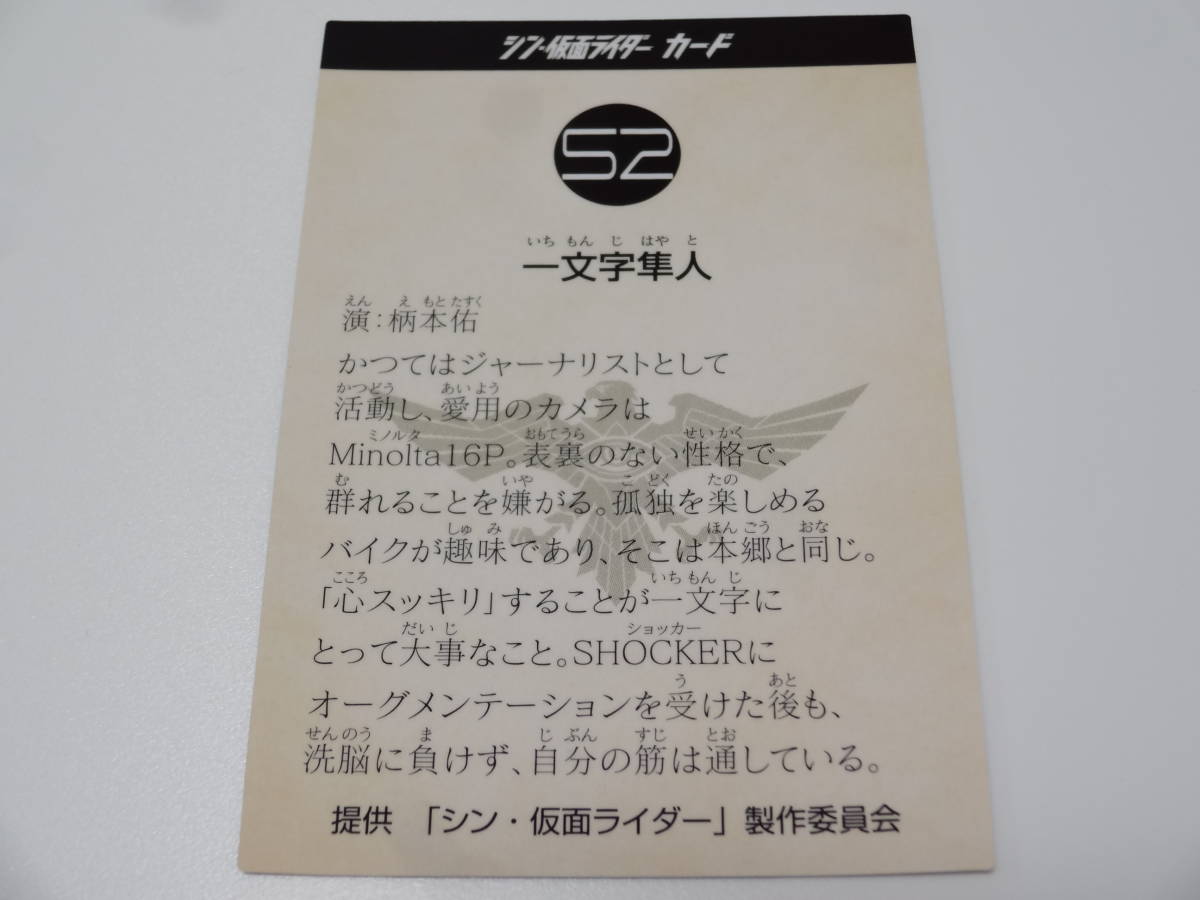 シン・仮面ライダー カード
52
いちもんじはやと
一文字隼人
えん えもとたすく
演：柄本佑
かつてはジャーナリストとして
かつどう あいよう
活動し、愛用のカメラは
ミノルタ おもてうら せいかく
Minolta16P。表裏のない性格で、
む いや こどく たの
群れることを嫌がる。孤独を楽しめる
しゅみ ほんごう おな
バイクが趣味であり、そこは本郷と同じ。
こころ いちもんじ
「心スッキリ」することが一文字に
だいじ ショッカー
とって大事なこと。SHOCKERに
う あと
オーグメンテーションを受けた後も、
せんのう ま じぶん すじ とお
洗脳に負けず、自分の筋は通している。
提供 「シン・仮面ライダー」製作委員会